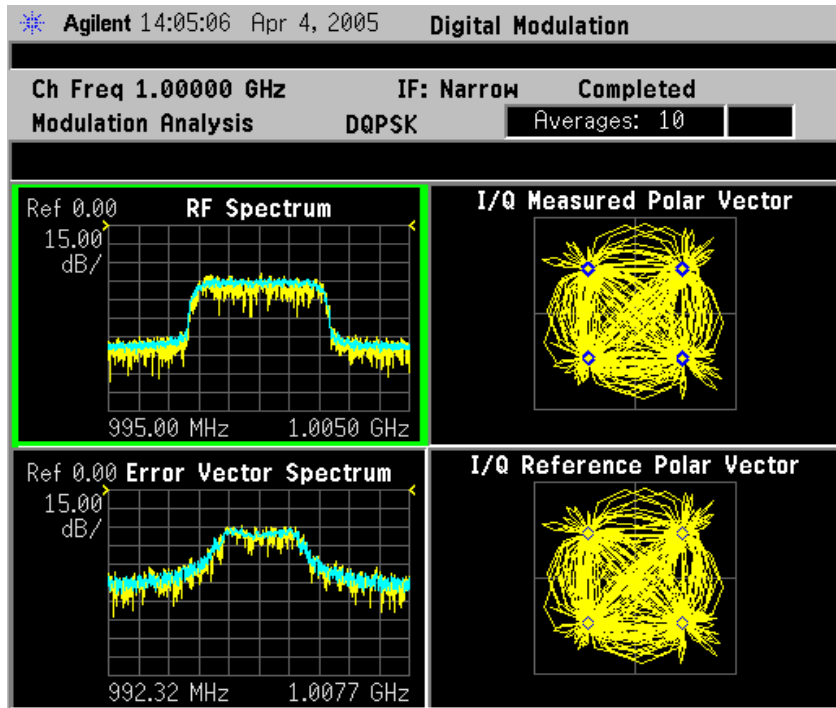 Agilent 14:05:06 Apr 4, 2005 Digital Modulation
Ch Freq 1.00000 GHz IF: Narrow Completed
Modulation Analysis DQPSK Averages: 10
Ref 0.00 RF Spectrum
15.00
dB/
995.00 MHz 1.0050 GHz
I/Q Measured Polar Vector
Ref 0.00 Error Vector Spectrum
15.00
dB/
992.32 MHz 1.0077 GHz
I/Q Reference Polar Vector